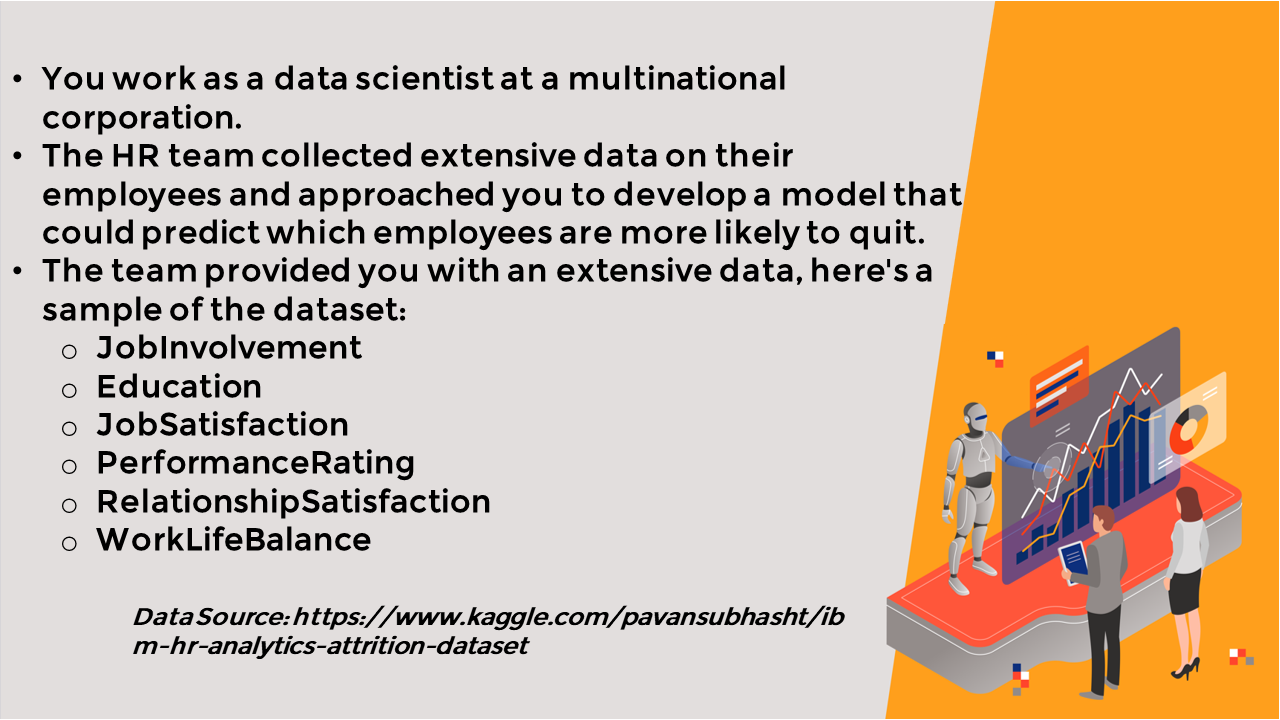 • You work as a data scientist at a multinational
corporation.
• The HR team collected extensive data on their
employees and approached you to develop a model that
could predict which employees are more likely to quit.
• The team provided you with an extensive data, here's a
sample of the dataset:
o JobInvolvement
o Education
o JobSatisfaction
o PerformanceRating
o RelationshipSatisfaction
o WorkLifeBalance
Data Source: https://www.kaggle.com/pavansubhasht/ib
m-hr-analytics-attrition-dataset